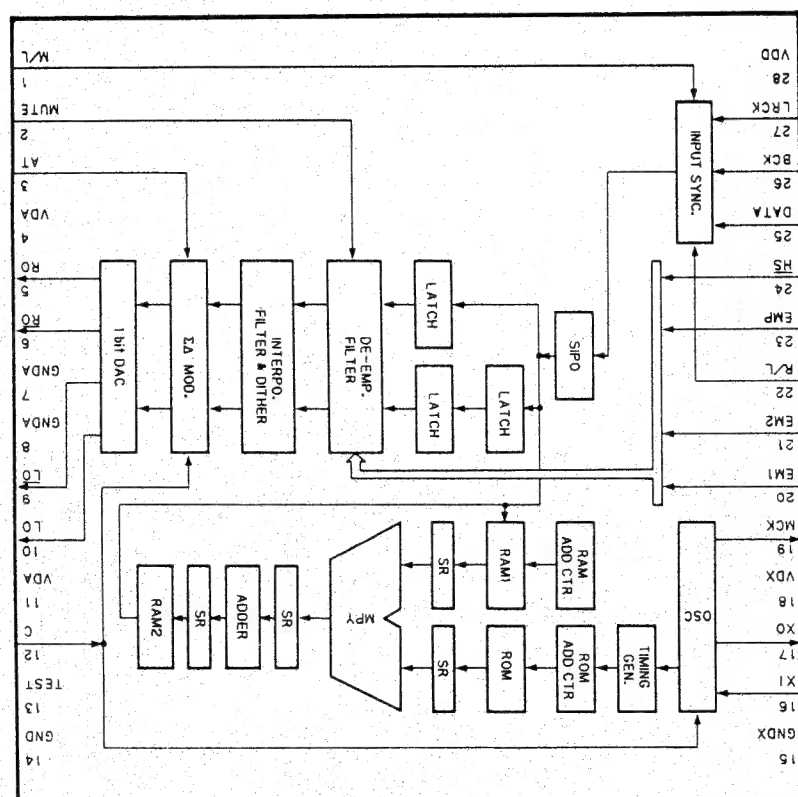 M/L
1
MUTE
2
AT
3
VDA
4
RO
5
R̅O̅
6
GNDA
7
GNDA
8
L̅O̅
9
LO
10
VDA
11
C
12
TEST
13
GND
14
VDD
28
LRCK
27
BCK
26
DATA
25
H̅S̅
24
EMP
23
R/L
22
EM2
21
EM1
20
MCK
19
VDX
18
XO
17
XI
16
GNDX
15
INPUT SYNC.
SIPO
LATCH
LATCH
LATCH
DE-EMP.
FILTER
INTERPO.
FILTER & DITHER
ΣΔ MOD.
1 bit DAC
RAM
ADD CTR
RAM1
SR
MPY
SR
ADDER
SR
RAM2
OSC
TIMING
GEN.
ROM
ADD CTR
ROM
SR